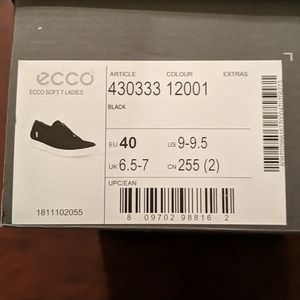 ecco
ECCO SOFT 7 LADIES
ARTICLE COLOUR EXTRAS
430333 12001
BLACK
EU 40 US 9-9.5
UK 6.5-7 CN 255 (2)
UPC/EAN
8 09702 98816 2
1811102055